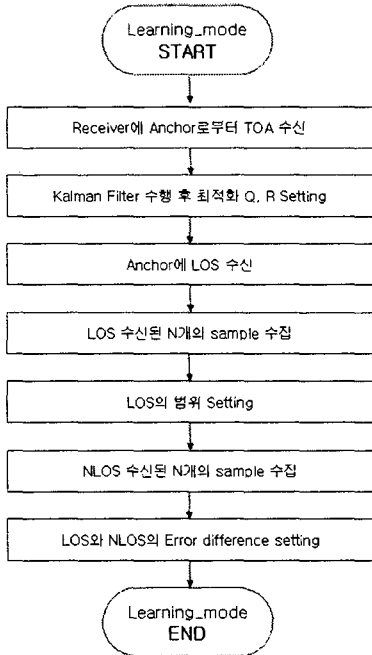 Learning_mode
START
Receiver에 Anchor로부터 TOA 수신
Kalman Filter 수행 후 최적화 Q, R Setting
Anchor에 LOS 수신
LOS 수신된 N개의 sample 수집
LOS의 범위 Setting
NLOS 수신된 N개의 sample 수집
LOS와 NLOS의 Error difference setting
Learning_mode
END